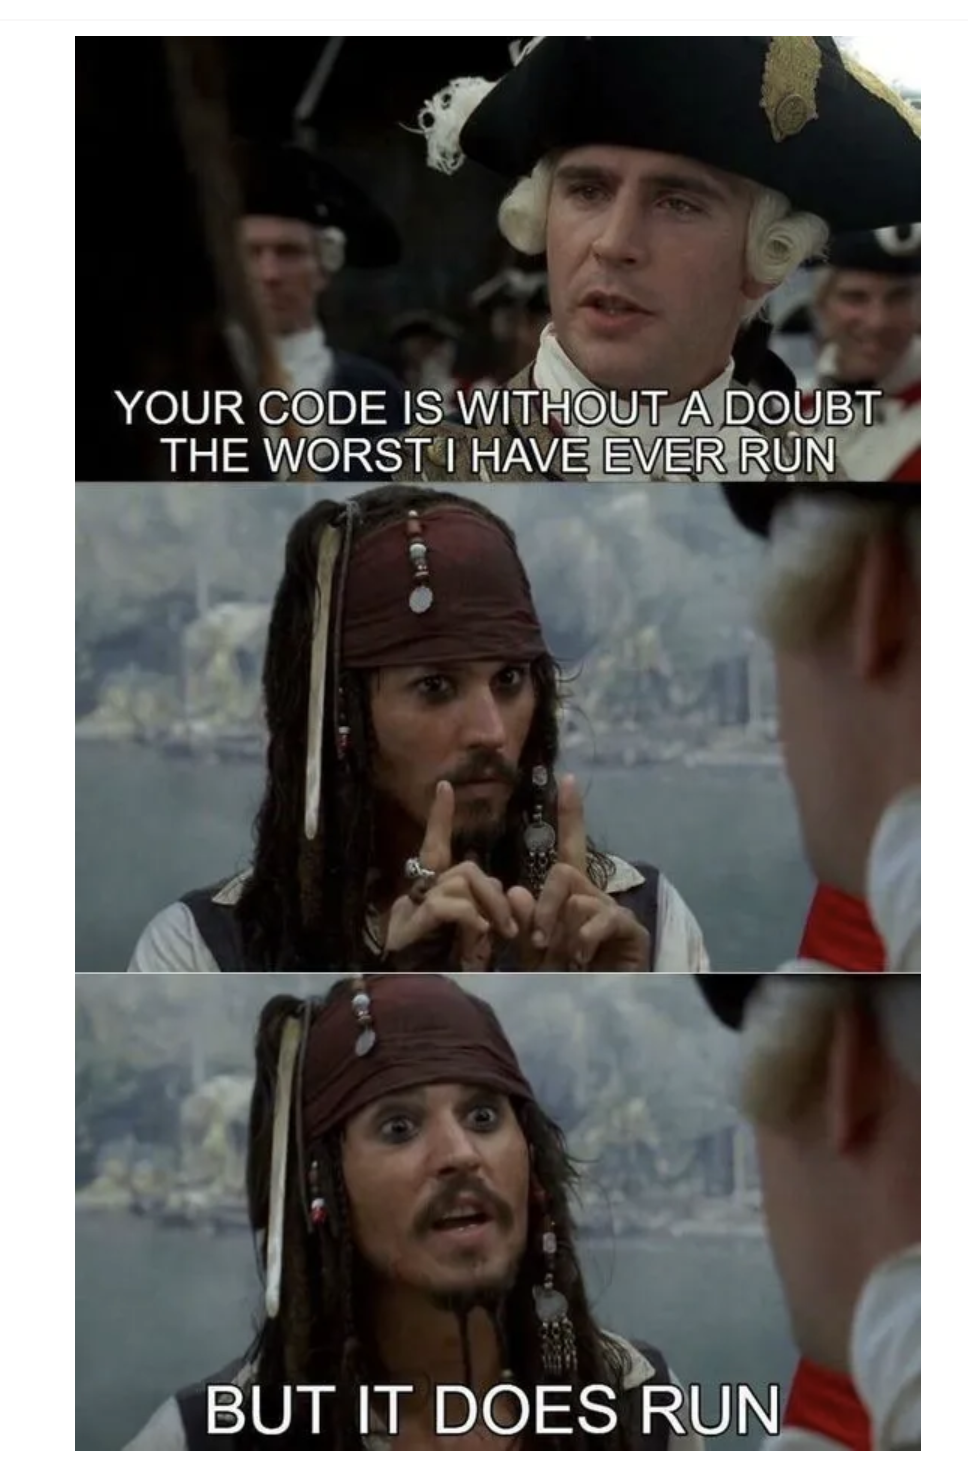 YOUR CODE IS WITHOUT A DOUBT
THE WORST I HAVE EVER RUN
BUT IT DOES RUN